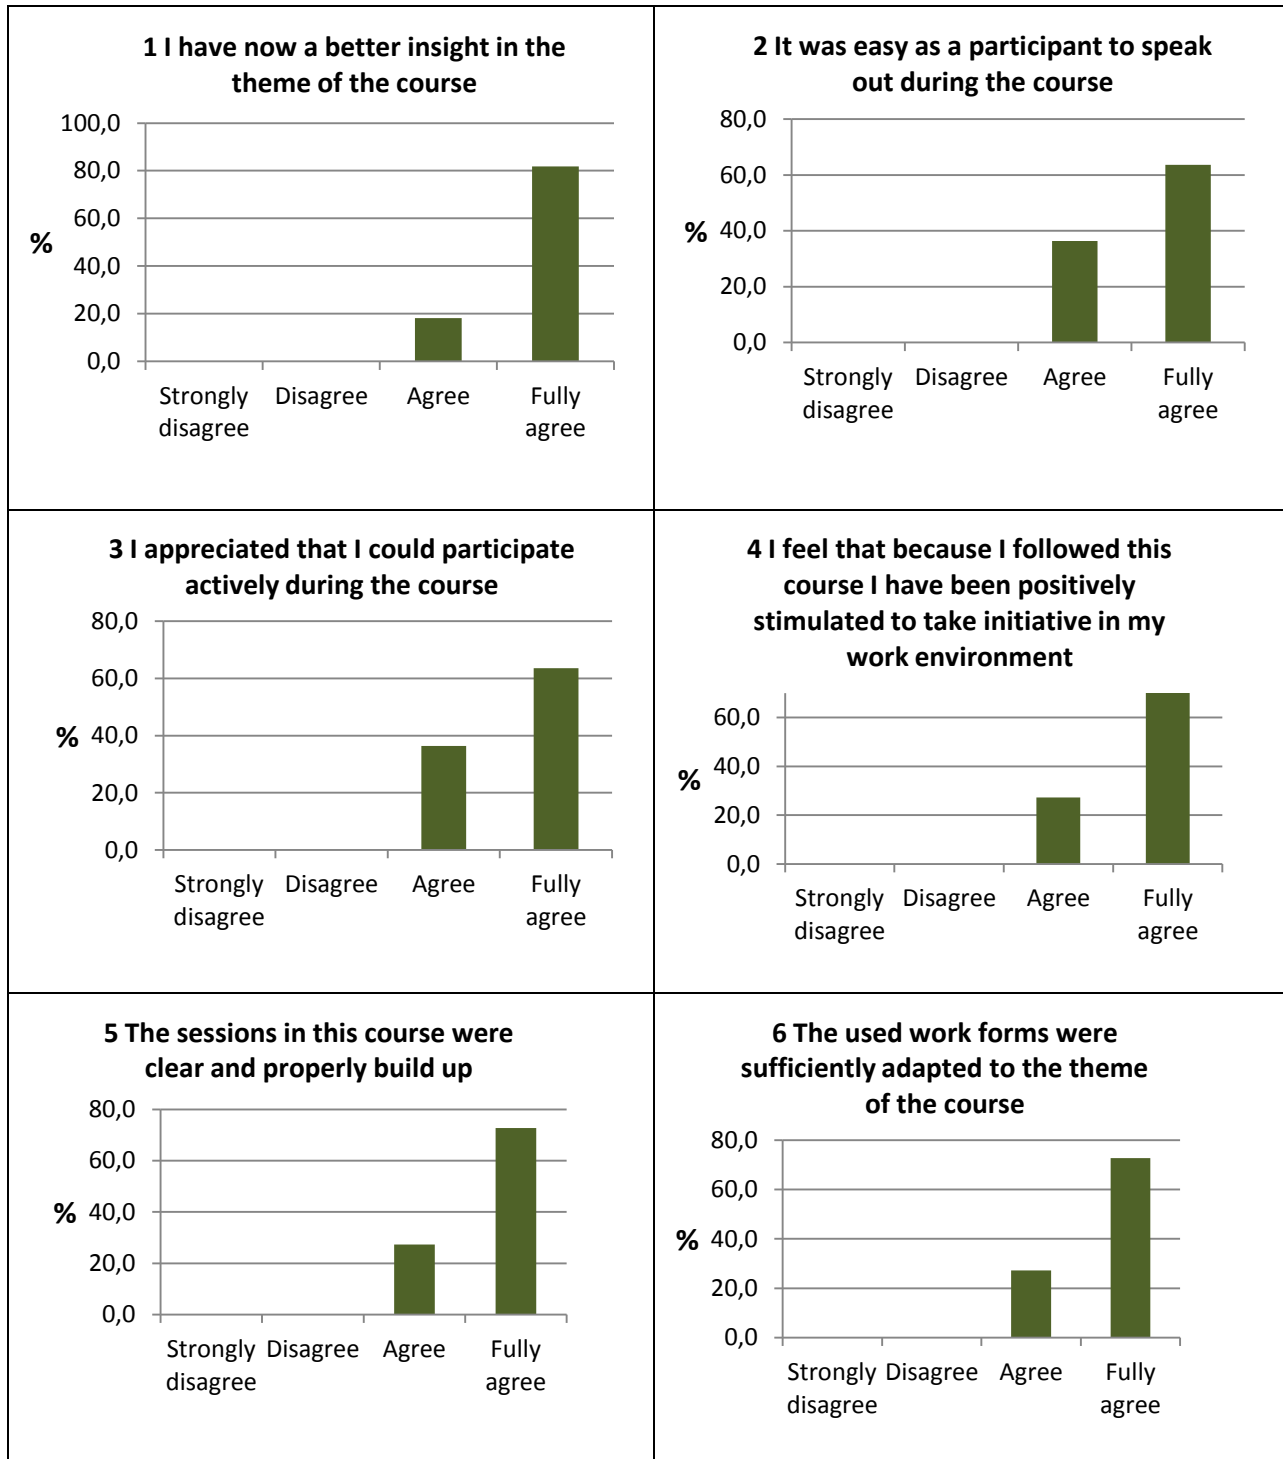 1 I have now a better insight in the
theme of the course
100,0
80,0
60,0
40,0
20,0
0,0
%
Strongly disagree
Disagree
Agree
Fully agree
2 It was easy as a participant to speak
out during the course
80,0
60,0
40,0
20,0
0,0
%
Strongly disagree
Disagree
Agree
Fully agree
3 I appreciated that I could participate
actively during the course
80,0
60,0
40,0
20,0
0,0
%
Strongly disagree
Disagree
Agree
Fully agree
4 I feel that because I followed this
course I have been positively
stimulated to take initiative in my
work environment
60,0
40,0
20,0
0,0
%
Strongly disagree
Disagree
Agree
Fully agree
5 The sessions in this course were
clear and properly build up
80,0
60,0
40,0
20,0
0,0
%
Strongly disagree
Disagree
Agree
Fully agree
6 The used work forms were
sufficiently adapted to the theme
of the course
80,0
60,0
40,0
20,0
0,0
%
Strongly disagree
Disagree
Agree
Fully agree